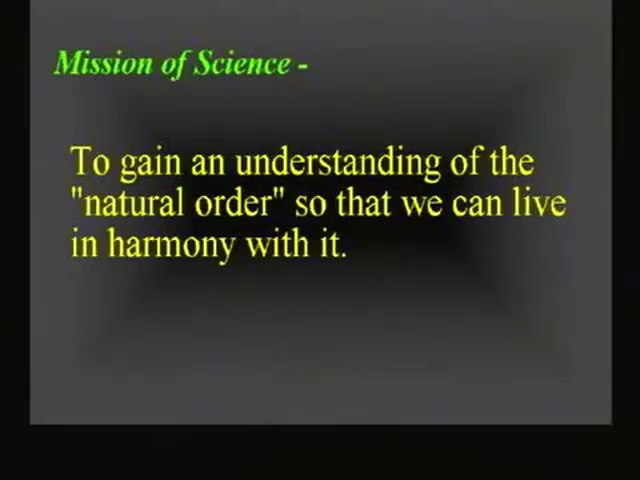 Mission of Science -
To gain an understanding of the
"natural order" so that we can live
in harmony with it.